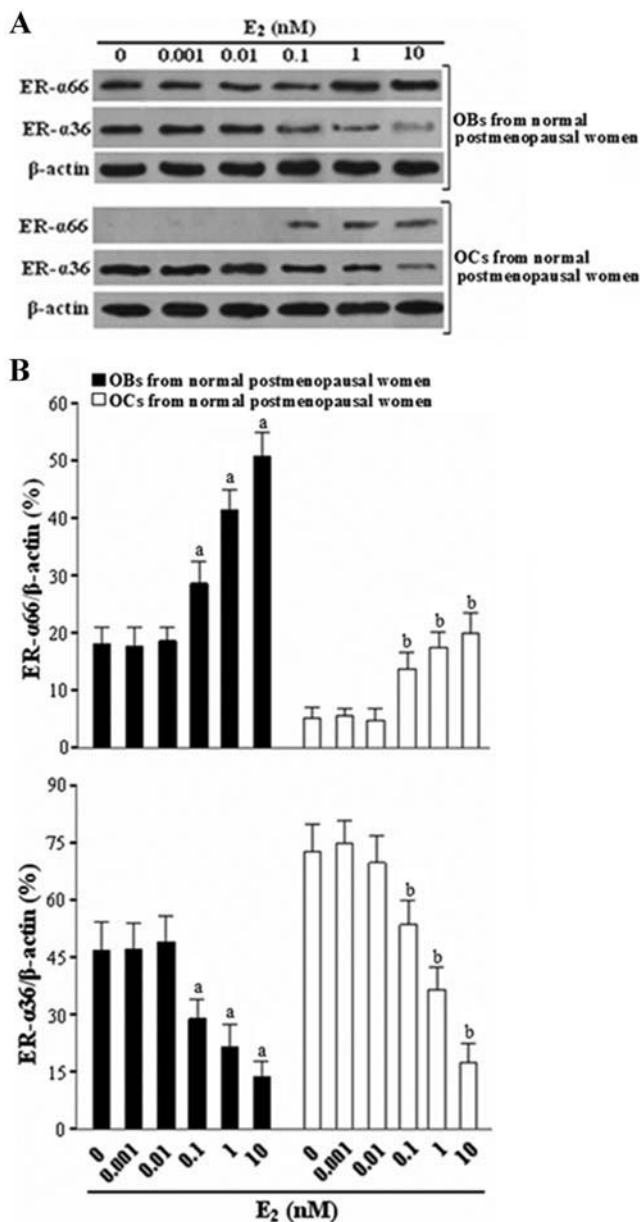 A
E₂ (nM)
0 0.001 0.01 0.1 1 10
ER-α66
ER-α36
β-actin
OBs from normal
postmenopausal women
ER-α66
ER-α36
β-actin
OCs from normal
postmenopausal women
B
OBs from normal postmenopausal women
OCs from normal postmenopausal women
ER-α66/β-actin (%)
60
50
40
30
20
10
0
a a a
b b b
ER-α36/β-actin (%)
90
75
60
45
30
15
0
a a a
b b b
0 0.001 0.01 0.1 1 10 0 0.001 0.01 0.1 1 10
E₂ (nM)